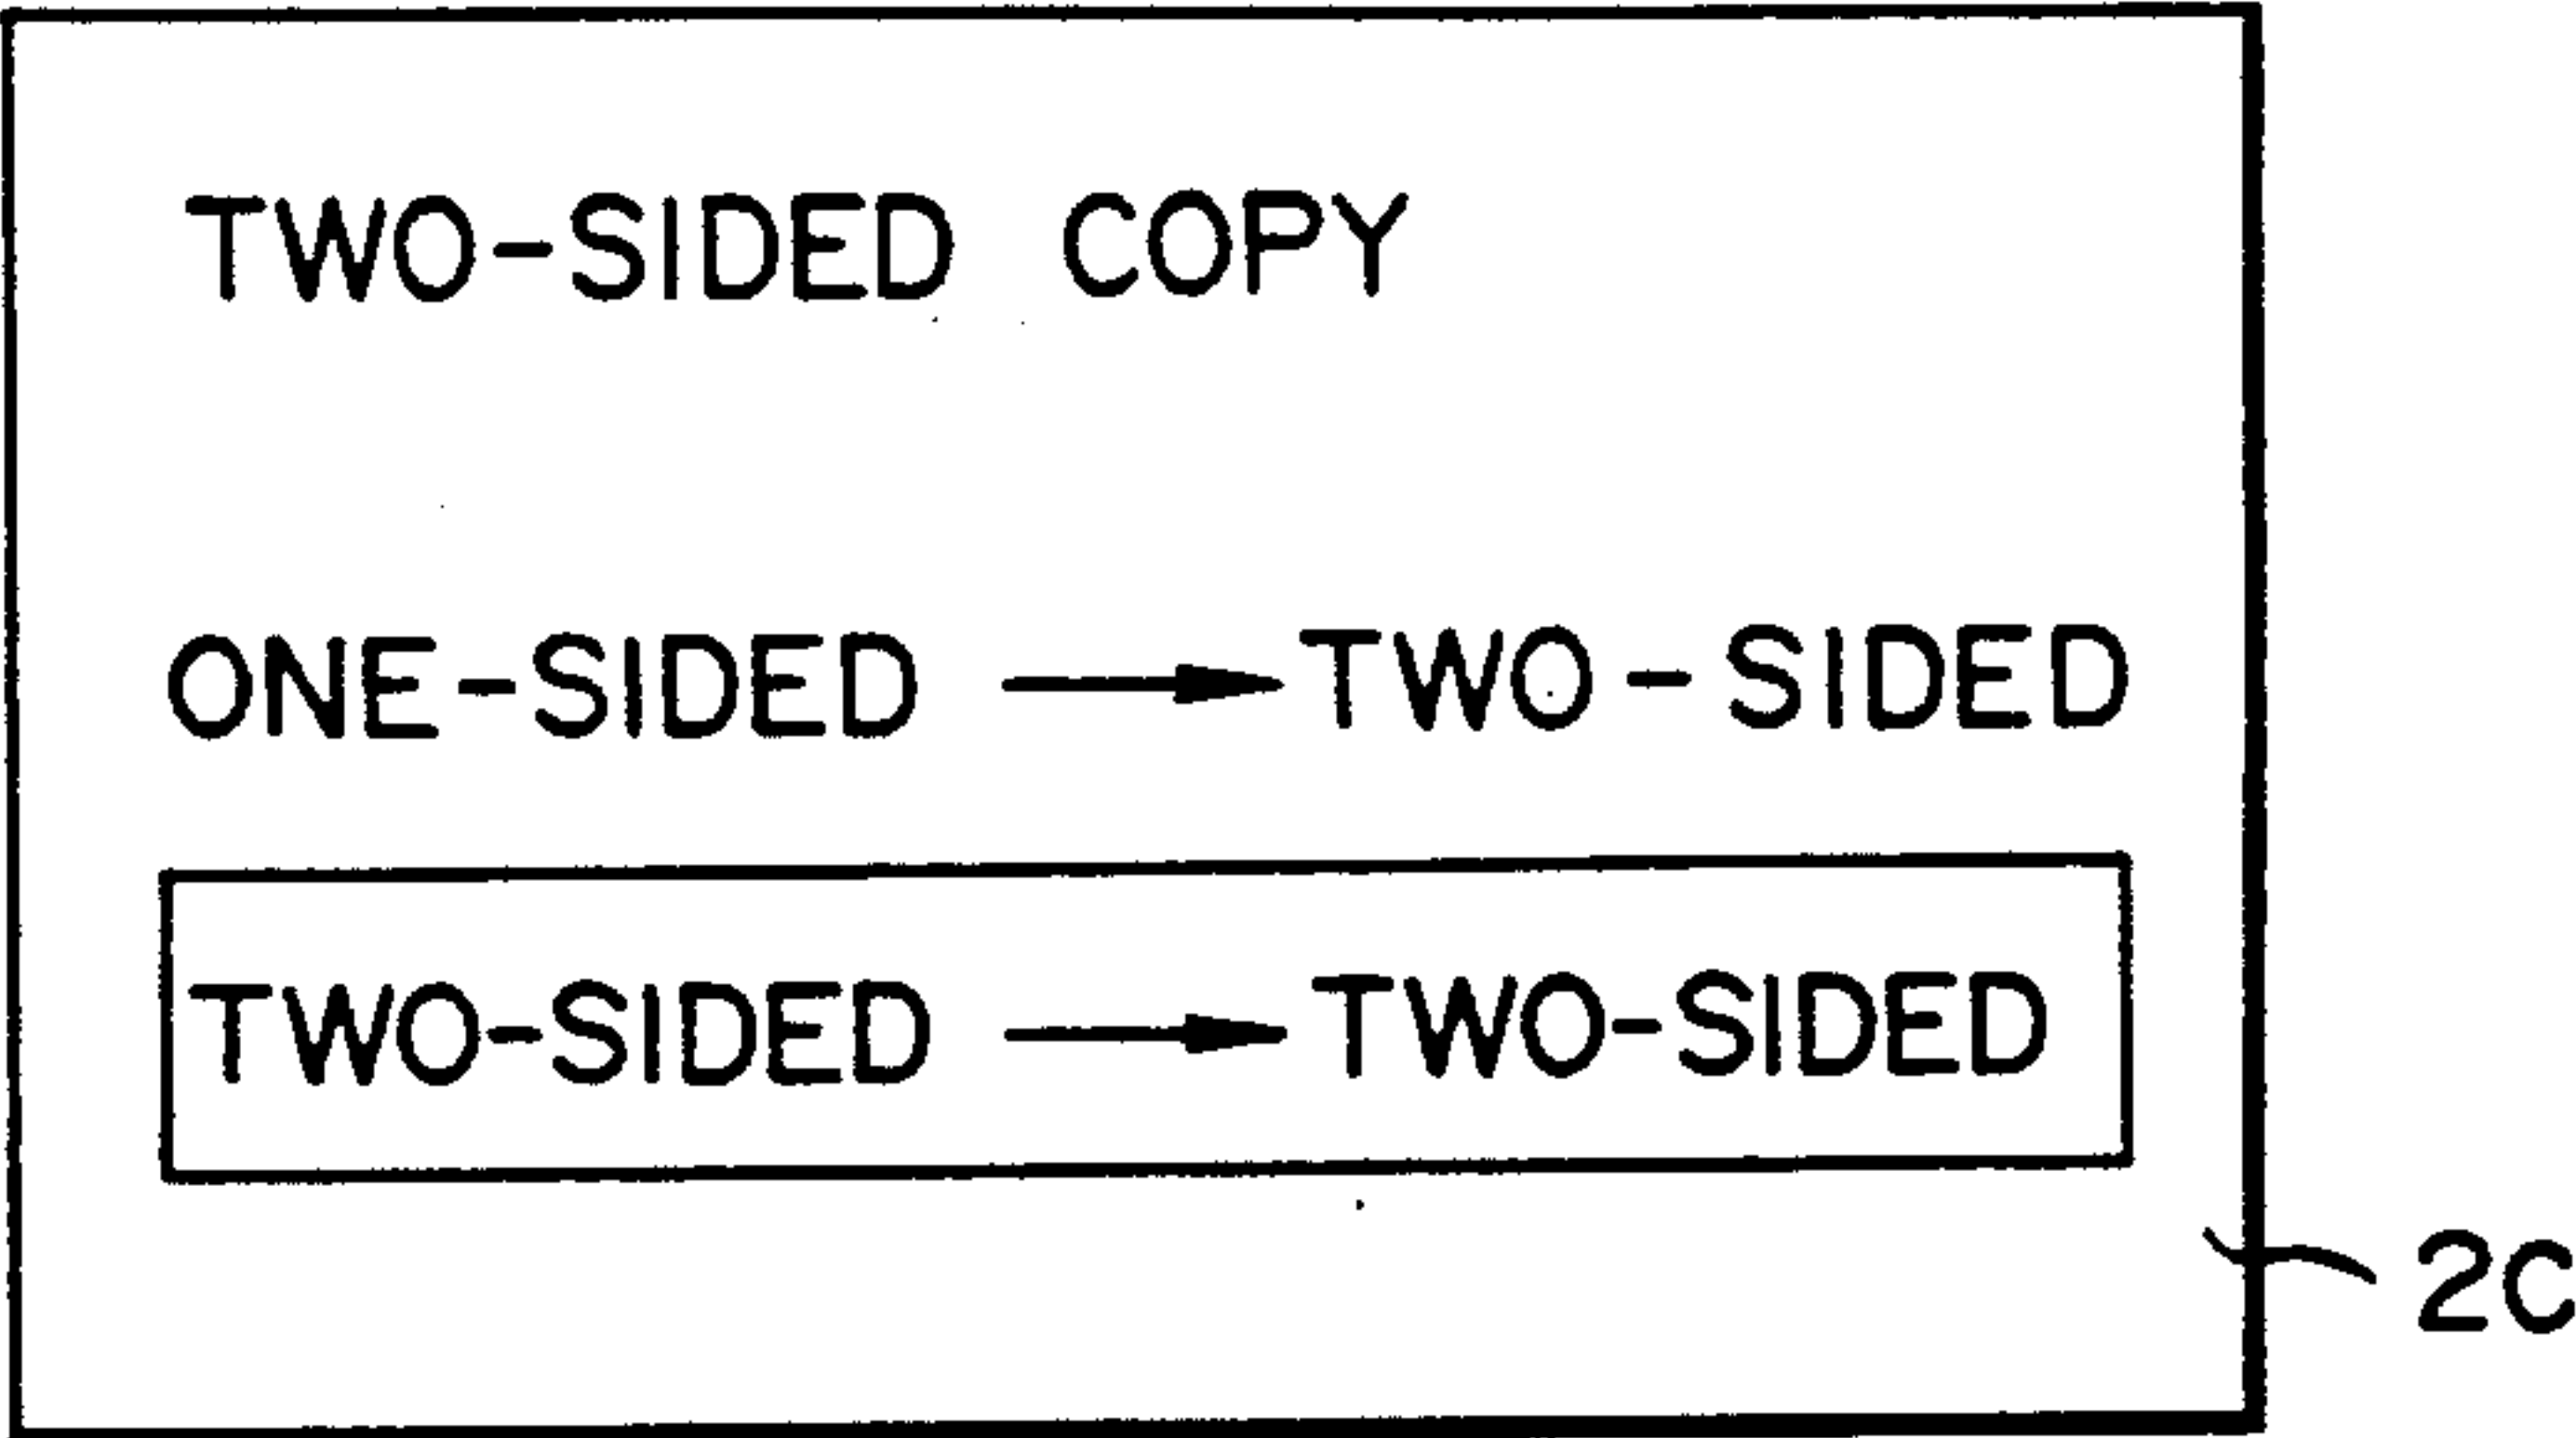 TWO-SIDED COPY
ONE-SIDED → TWO-SIDED
TWO-SIDED → TWO-SIDED
2C